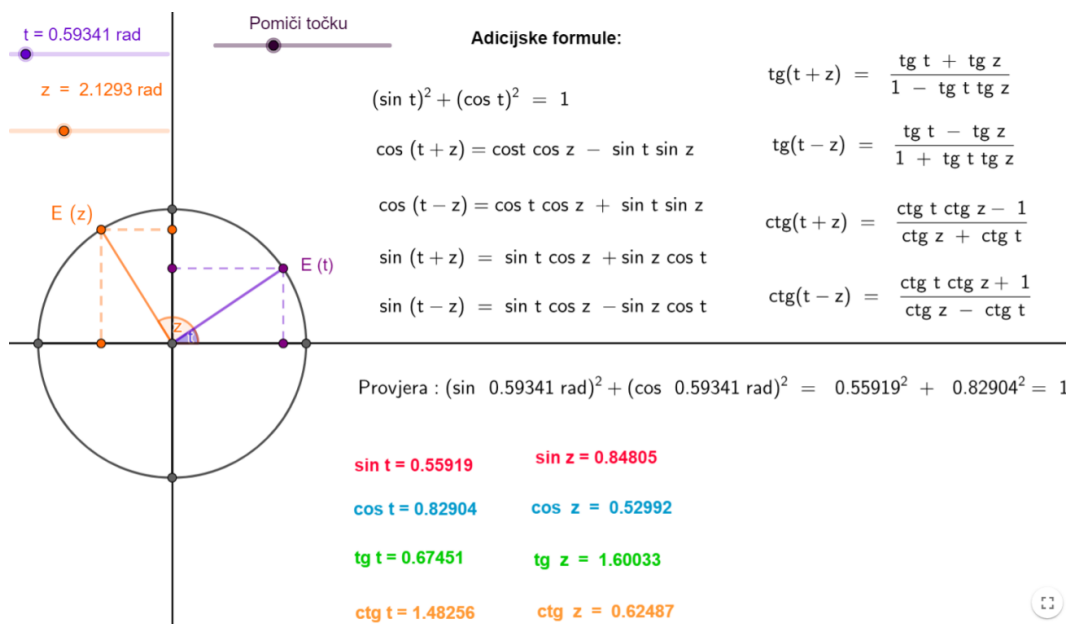 t = 0.59341 rad
Pomiči točku
z = 2.1293 rad
Adicijske formule:
(sin t)² + (cos t)² = 1
cos (t + z) = cost cos z − sin t sin z
cos (t − z) = cos t cos z + sin t sin z
sin (t + z) = sin t cos z + sin z cos t
sin (t − z) = sin t cos z − sin z cos t
tg(t + z) = (tg t + tg z) / (1 − tg t tg z)
tg(t − z) = (tg t − tg z) / (1 + tg t tg z)
ctg(t + z) = (ctg t ctg z − 1) / (ctg z + ctg t)
ctg(t − z) = (ctg t ctg z + 1) / (ctg z − ctg t)
E (z)
E (t)
z
t
Provjera : (sin 0.59341 rad)² + (cos 0.59341 rad)² = 0.55919² + 0.82904² = 1
sin t = 0.55919
sin z = 0.84805
cos t = 0.82904
cos z = 0.52992
tg t = 0.67451
tg z = 1.60033
ctg t = 1.48256
ctg z = 0.62487